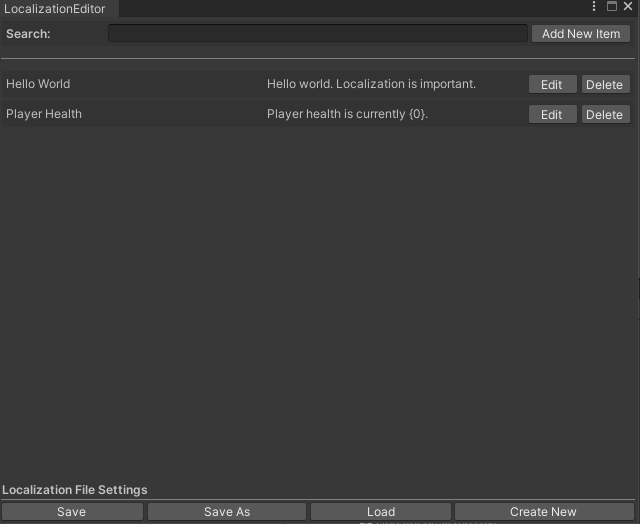 LocalizationEditor
Search: Add New Item
Hello World Hello world. Localization is important. Edit Delete
Player Health Player health is currently {0}. Edit Delete
Localization File Settings
Save Save As Load Create New